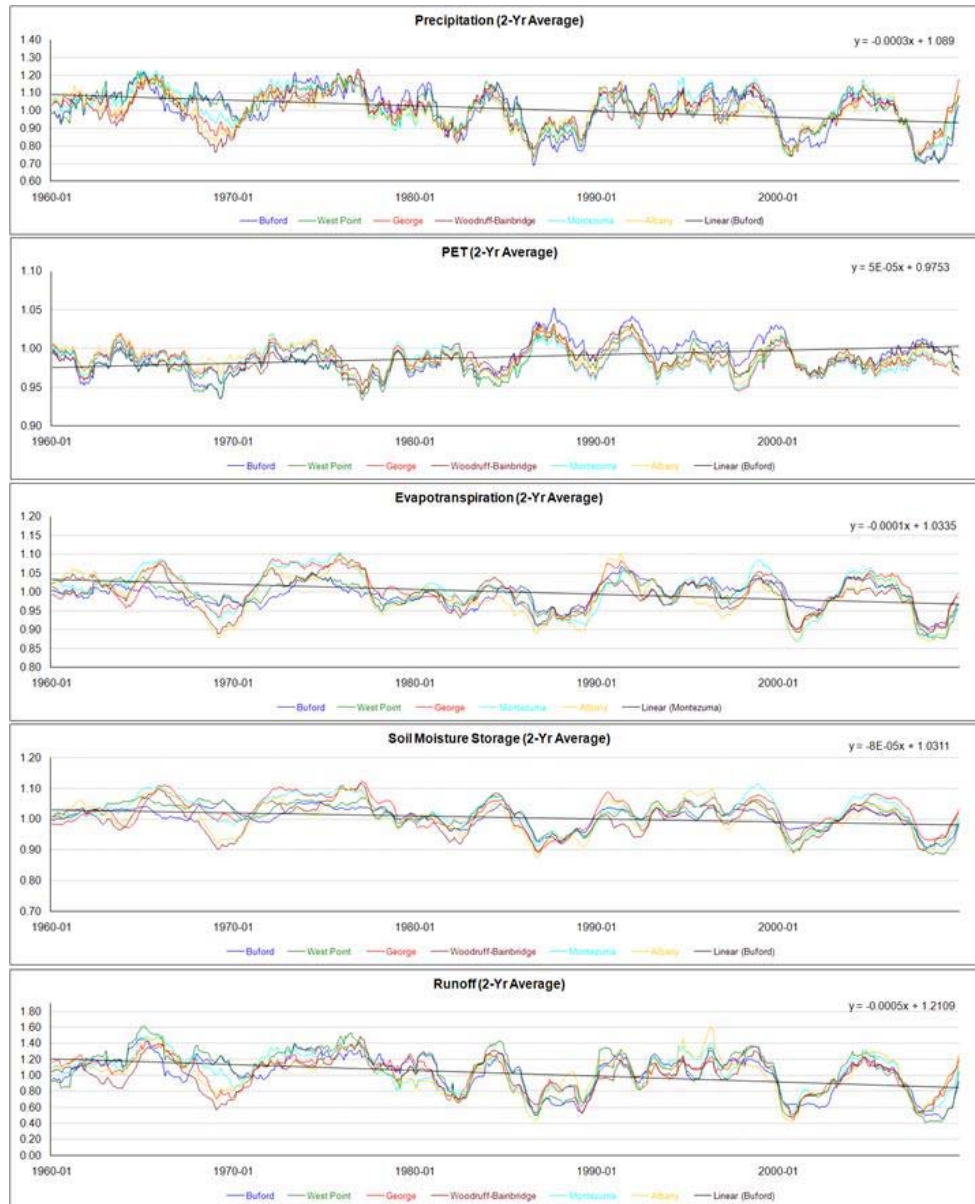 Precipitation (2-Yr Average)
y = -0.0003x + 1.089
1.40
1.30
1.20
1.10
1.00
0.90
0.80
0.70
0.60
1960-01 1970-01 1980-01 1990-01 2000-01
Buford West Point George Woodruff-Bainbridge Montezuma Albany Linear (Buford)
PET (2-Yr Average)
y = 5E-05x + 0.9753
1.10
1.05
1.00
0.95
0.90
1960-01 1970-01 1980-01 1990-01 2000-01
Buford West Point George Woodruff-Bainbridge Montezuma Albany Linear (Buford)
Evapotranspiration (2-Yr Average)
y = -0.0001x + 1.0335
1.20
1.15
1.10
1.05
1.00
0.95
0.90
0.85
0.80
1960-01 1970-01 1980-01 1990-01 2000-01
Buford West Point George Montezuma Albany Linear (Montezuma)
Soil Moisture Storage (2-Yr Average)
y = -8E-05x + 1.0311
1.20
1.10
1.00
0.90
0.80
0.70
1960-01 1970-01 1980-01 1990-01 2000-01
Buford West Point George Woodruff-Bainbridge Montezuma Albany Linear (Buford)
Runoff (2-Yr Average)
y = -0.0005x + 1.2109
1.80
1.60
1.40
1.20
1.00
0.80
0.60
0.40
0.20
0.00
1960-01 1970-01 1980-01 1990-01 2000-01
Buford West Point George Woodruff-Bainbridge Montezuma Albany Linear (Buford)